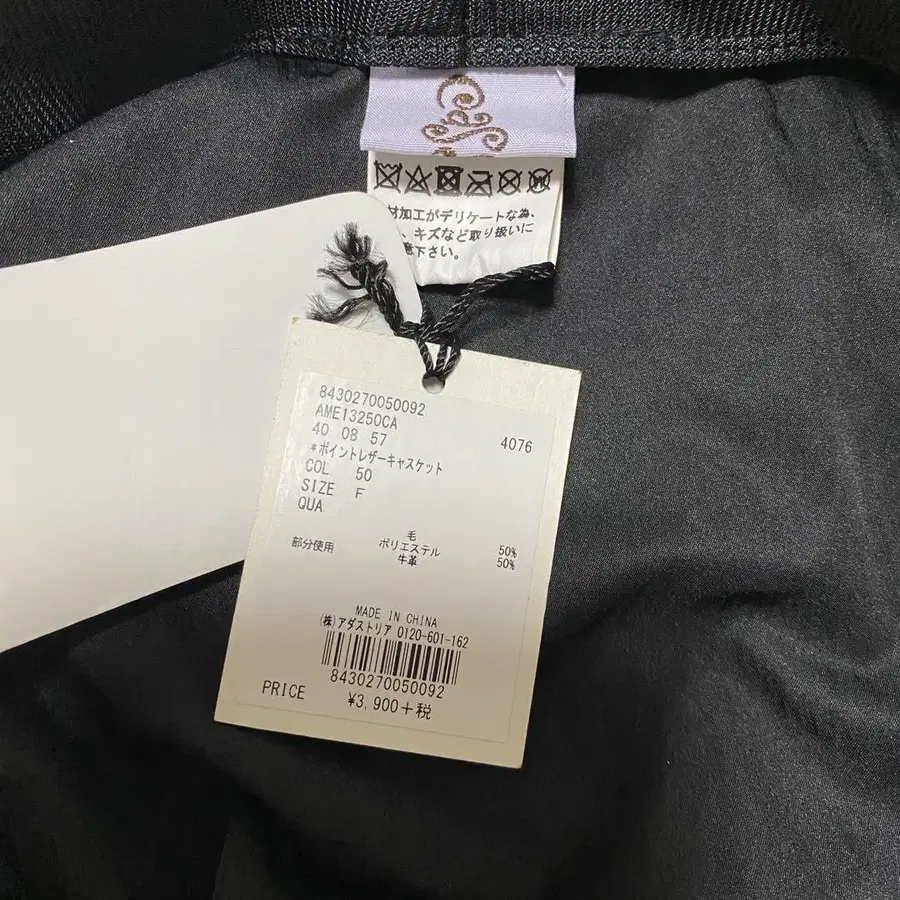 材加工がデリケートな為、
、キズなど取り扱いに
意下さい。
8430270050092
AME13250CA
40 08 57 4076
*ポイントレザーキャスケット
COL 50
SIZE F
QUA
毛 50%
ポリエステル 50%
部分使用 牛革
MADE IN CHINA
(株)アダストリア 0120-601-162
8430270050092
PRICE ¥3,900+税